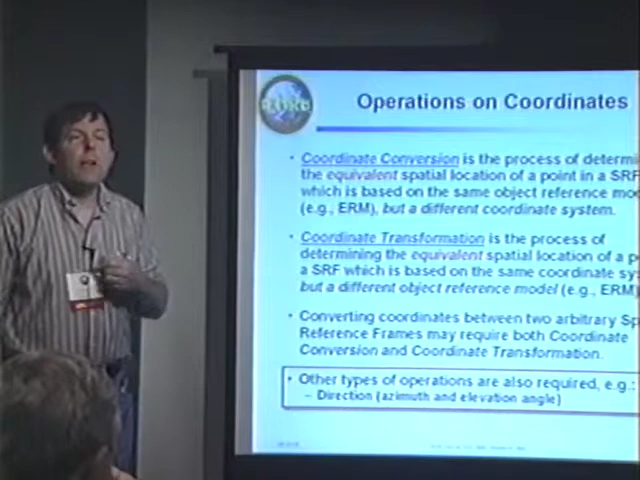 Operations on Coordinates
• Coordinate Conversion is the process of determi
the equivalent spatial location of a point in a SRF
which is based on the same object reference mo
(e.g., ERM), but a different coordinate system.
• Coordinate Transformation is the process of
determining the equivalent spatial location of a p
a SRF which is based on the same coordinate sy
but a different object reference model (e.g., ERM
• Converting coordinates between two arbitrary Sp
Reference Frames may require both Coordinate
Conversion and Coordinate Transformation.
• Other types of operations are also required, e.g.:
– Direction (azimuth and elevation angle)